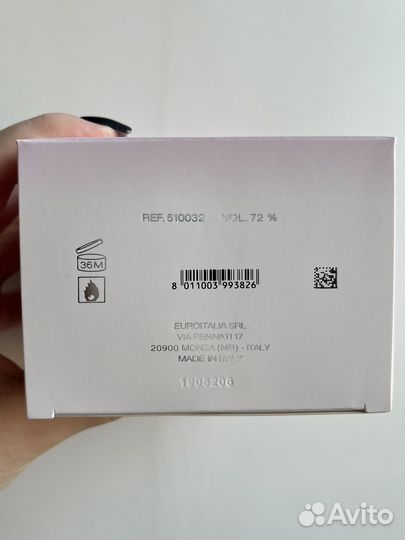 REF. 510032 VOL. 72 %
36M
8 011003 993826
EUROITALIA SRL
VIA PENNATI 17
20900 MONZA (MB) - ITALY
MADE IN ITALY
1906206
Avito